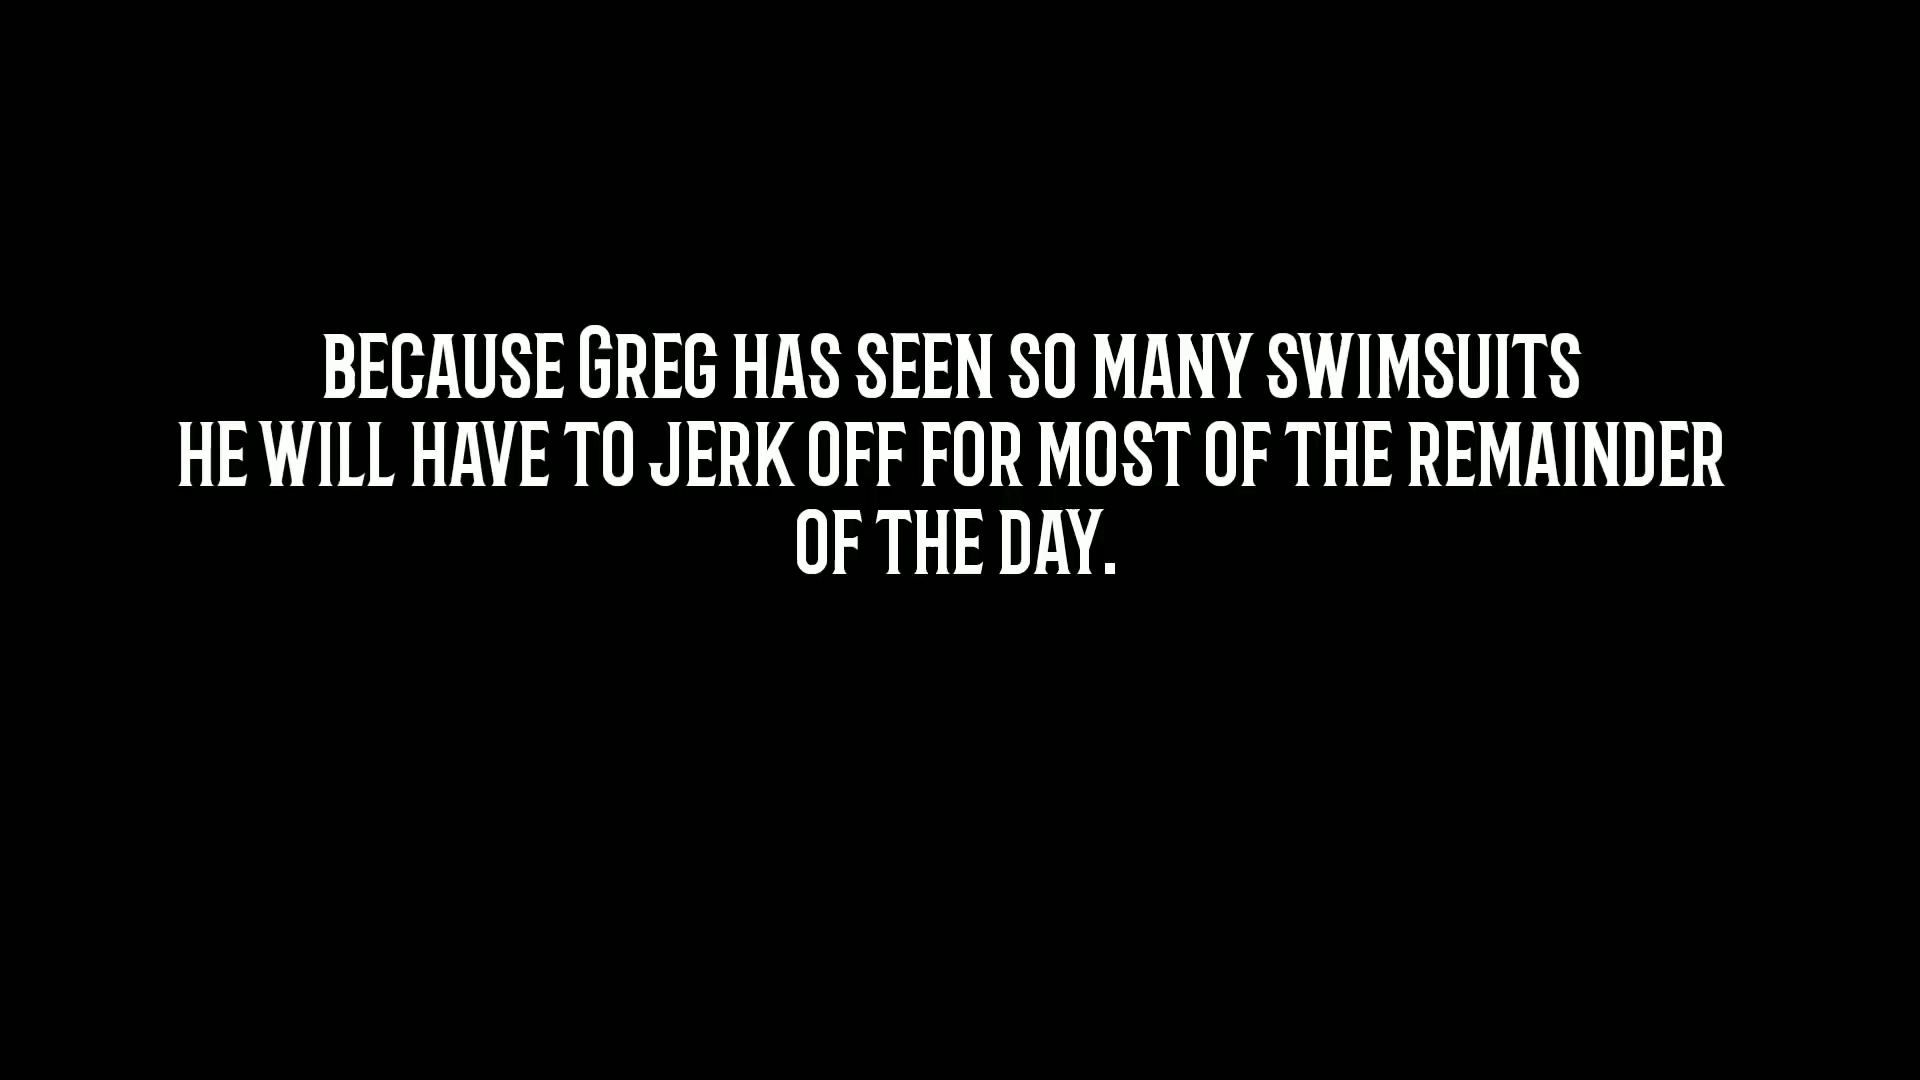 BECAUSE GREG HAS SEEN SO MANY SWIMSUITS
HE WILL HAVE TO JERK OFF FOR MOST OF THE REMAINDER
OF THE DAY.